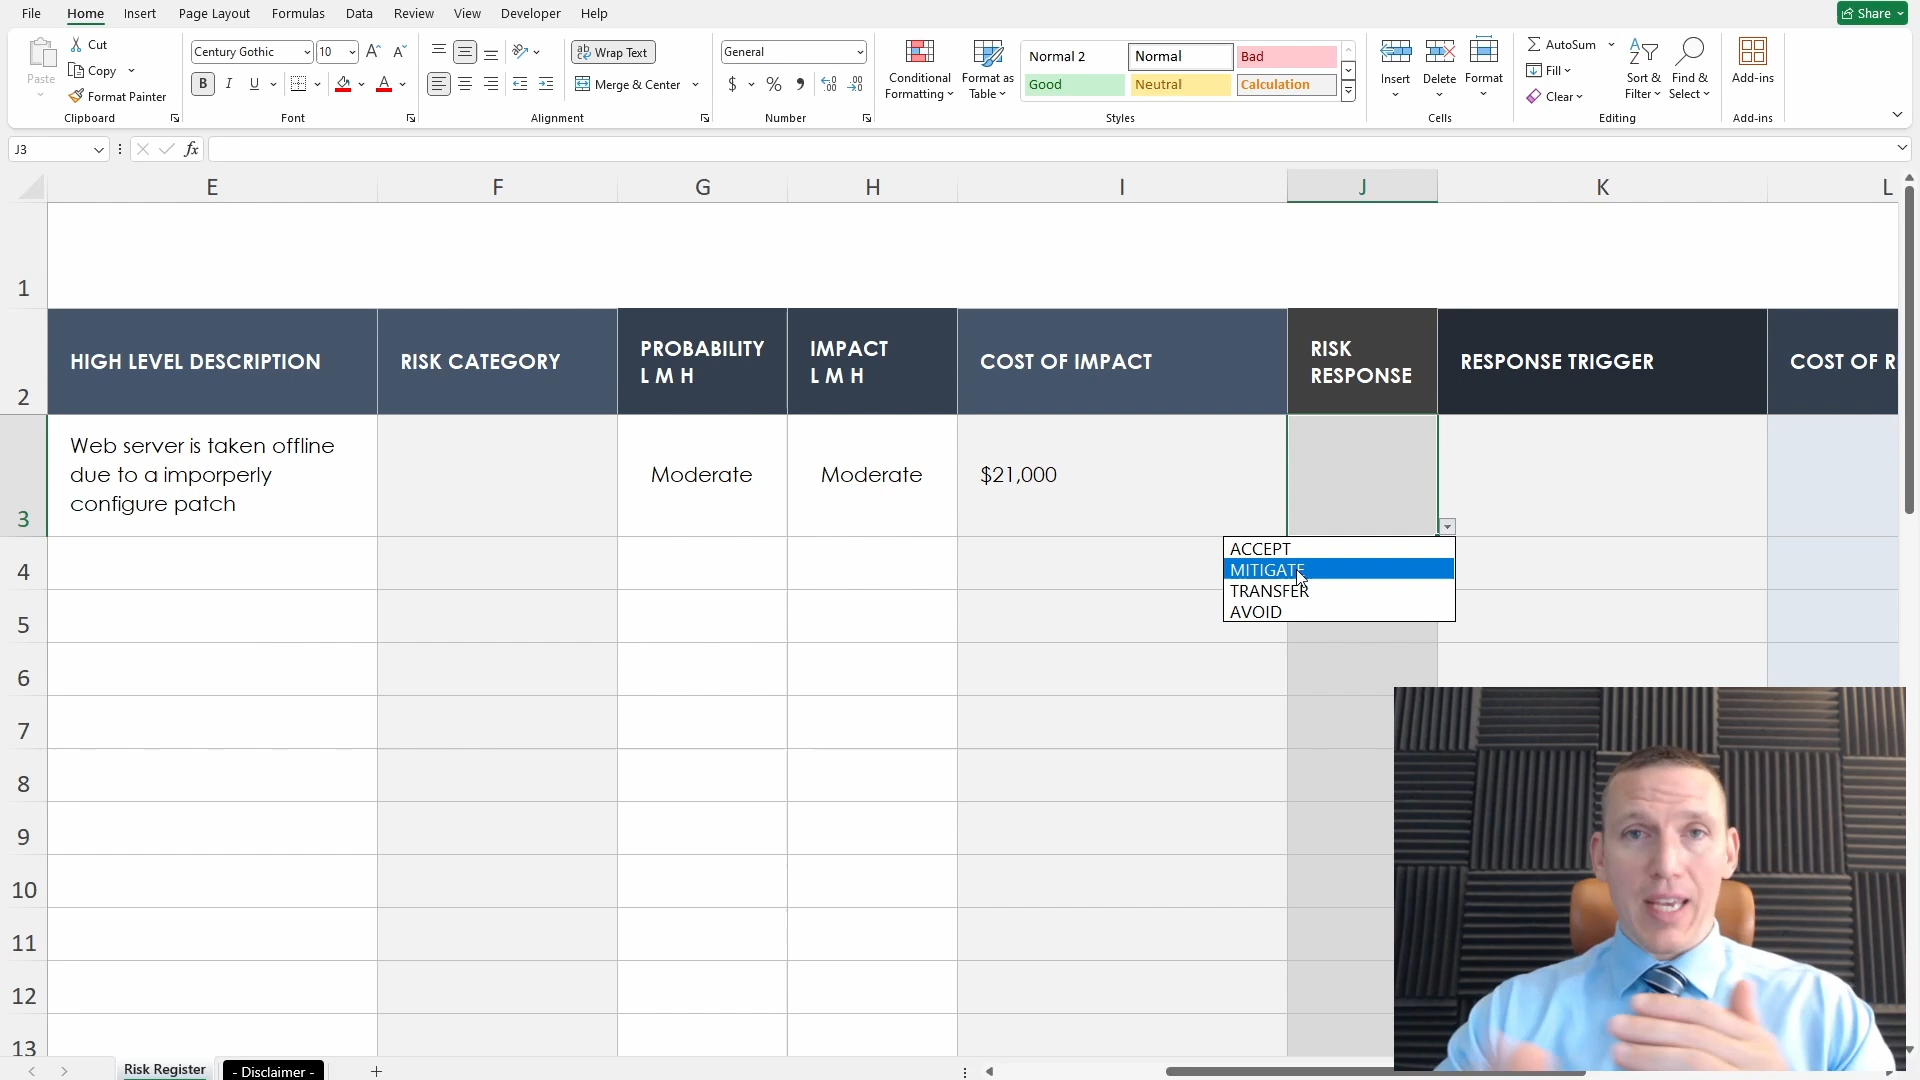 File Home Insert Page Layout Formulas Data Review View Developer Help Share
Paste
Cut
Copy
Format Painter
Clipboard
Century Gothic 10 A A
B I U A
Font
ab Wrap Text
Merge & Center
Alignment
General
$ % ,
Number
Conditional
Formatting
Format as
Table
Normal 2 Normal Bad
Good Neutral Calculation
Styles
Insert Delete Format
Cells
AutoSum
Fill
Clear
Sort &
Filter
Find &
Select
Editing
Add-ins
Add-ins
J3 fx
E F G H I J K L
1
2
3
4
5
6
7
8
9
10
11
12
13
HIGH LEVEL DESCRIPTION
RISK CATEGORY
PROBABILITY
L M H
IMPACT
L M H
COST OF IMPACT
RISK
RESPONSE
RESPONSE TRIGGER
COST OF R
Web server is taken offline
due to a imporperly
configure patch
Moderate
Moderate
$21,000
ACCEPT
MITIGATE
TRANSFER
AVOID
Risk Register - Disclaimer -